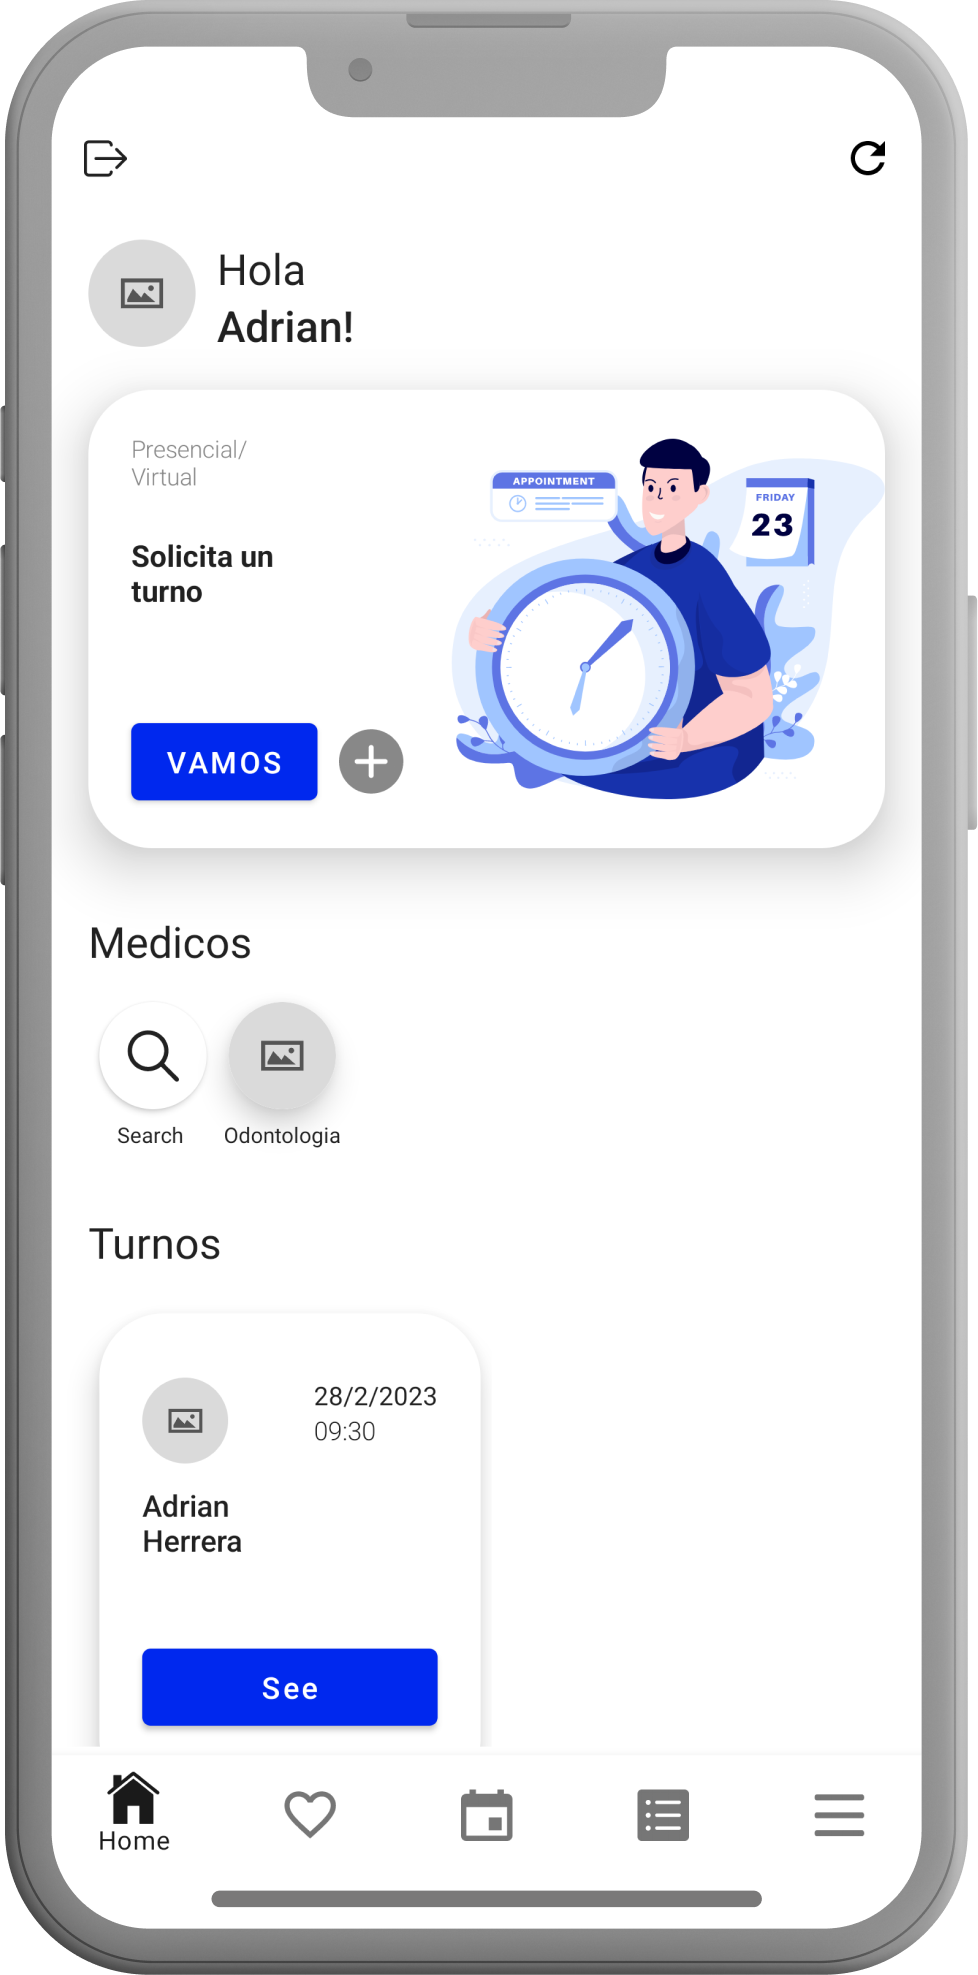 Hola
Adrian!
Presencial/
Virtual
Solicita un
turno
VAMOS
APPOINTMENT
FRIDAY
23
Medicos
Search
Odontologia
Turnos
28/2/2023
09:30
Adrian
Herrera
See
Home